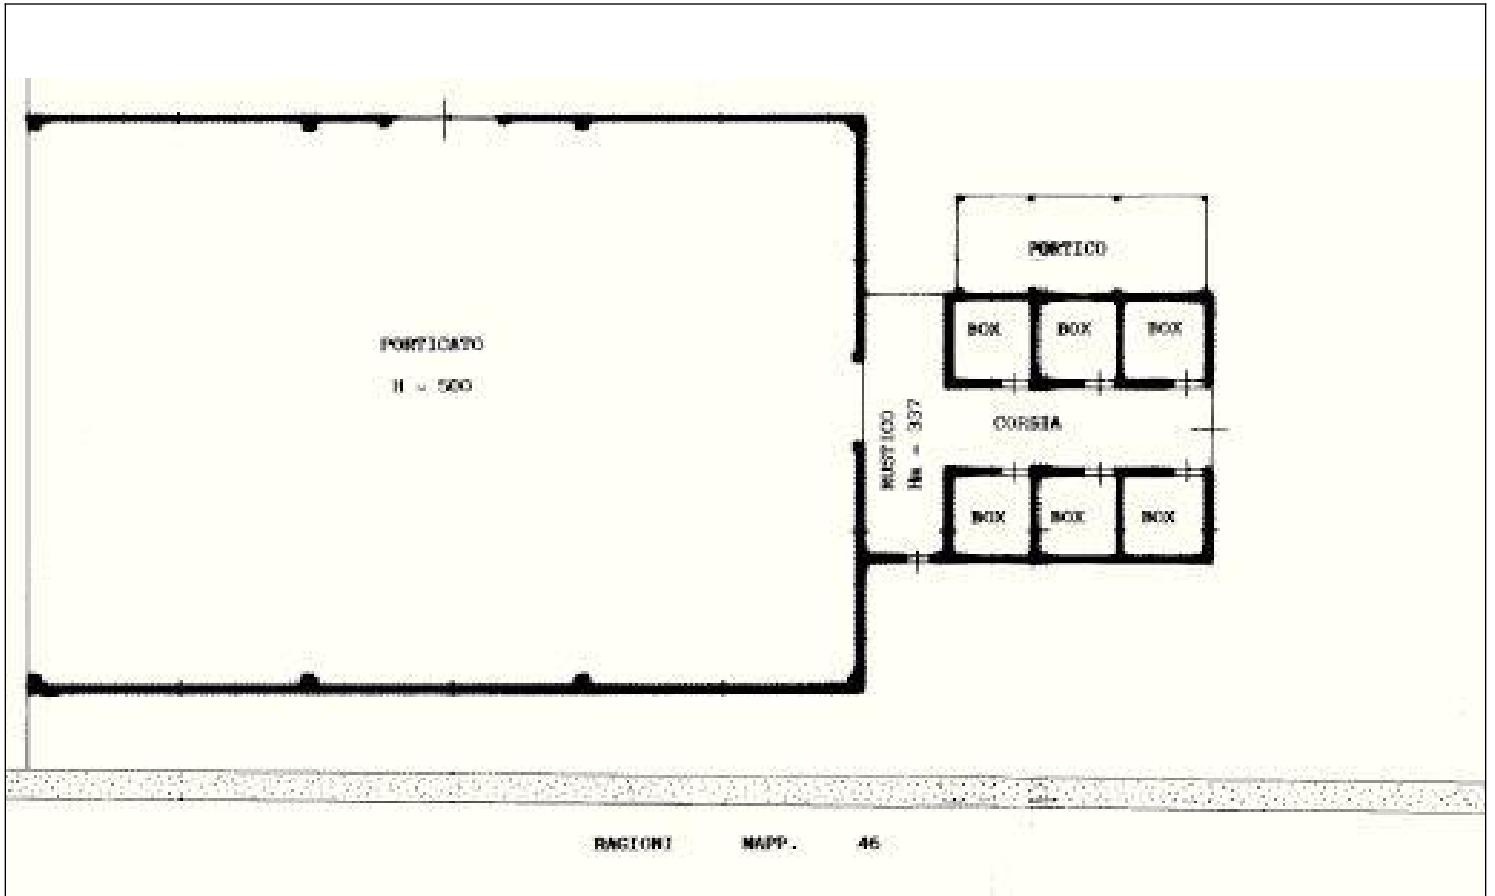 PORTICO
BOX BOX BOX
PORTICATO
H = 500
RUSTICO
Hm = 337
CORSIA
BOX BOX BOX
RAGIONI MAPP. 46